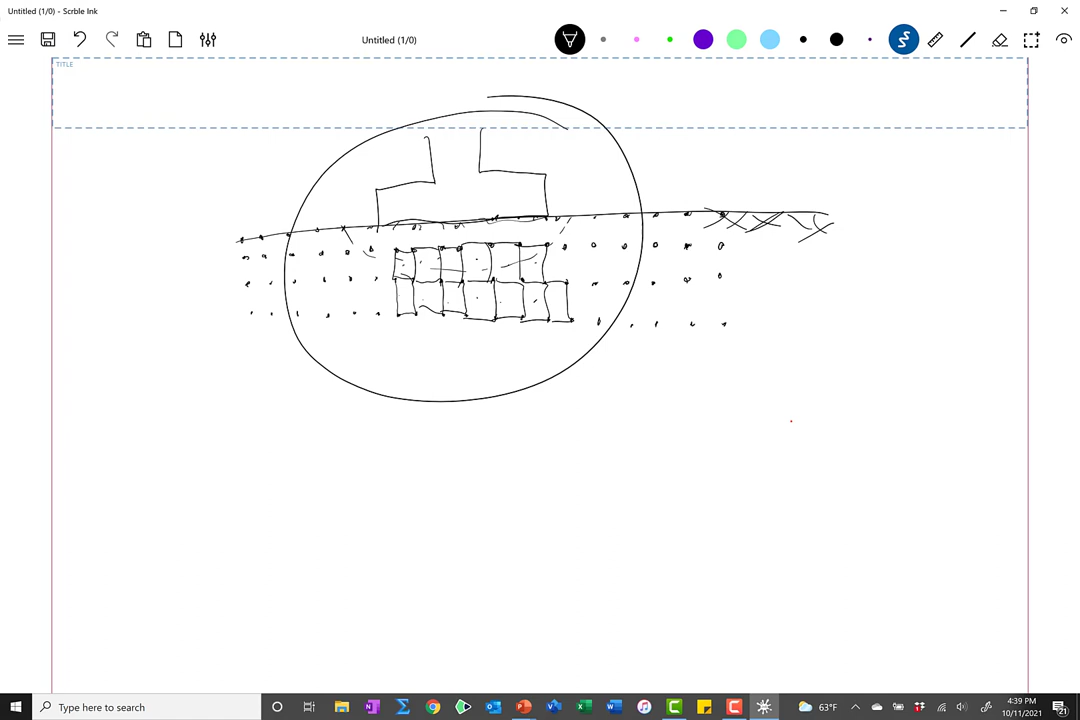 Untitled (1/0) - Scrble Ink
Untitled (1/0)
TITLE
Type here to search
63°F
4:39 PM
10/11/2021
21